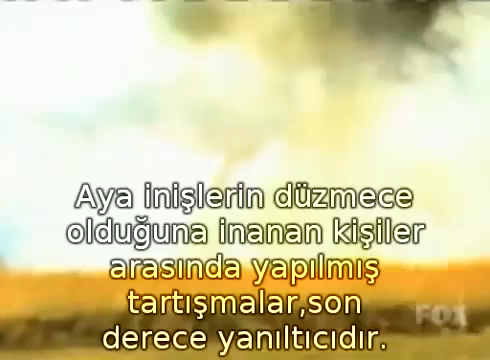 Aya inişlerin düzmece
olduğuna inanan kişiler
arasında yapılmış
tartışmalar,son
derece yanıltıcıdır.
FOX